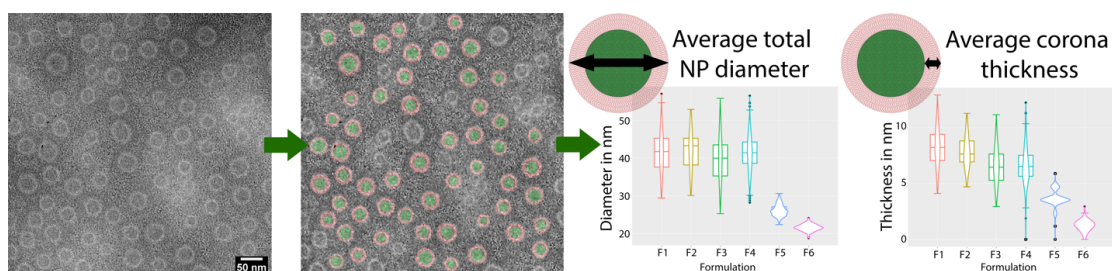 50 nm
Average total
NP diameter
Diameter in nm
50
40
30
20
F1 F2 F3 F4 F5 F6
Formulation
Average corona
thickness
Thickness in nm
10
5
0
F1 F2 F3 F4 F5 F6
Formulation